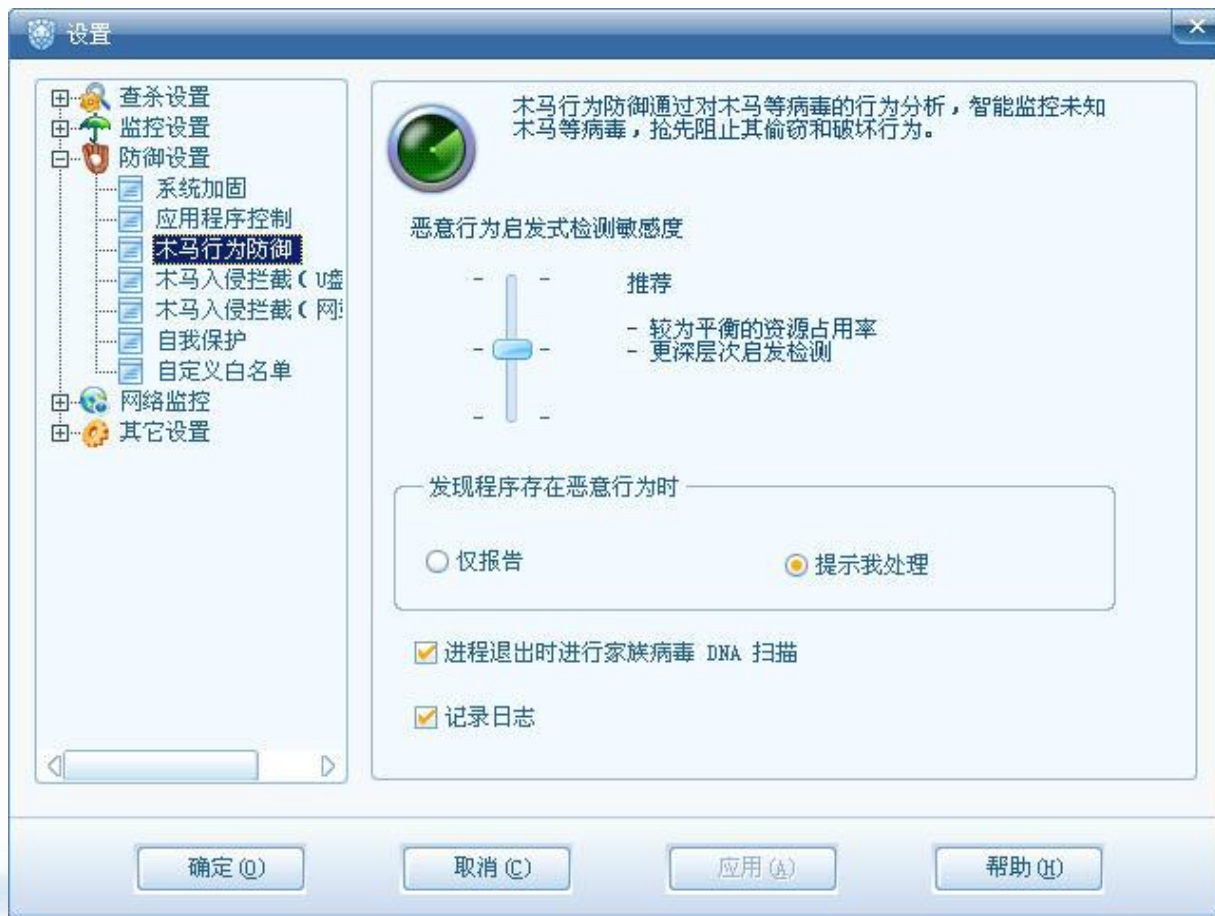 设置
查杀设置
监控设置
防御设置
系统加固
应用程序控制
木马行为防御
木马入侵拦截(U盘
木马入侵拦截(网
自我保护
自定义白名单
网络监控
其它设置
木马行为防御通过对木马等病毒的行为分析，智能监控未知
木马等病毒，抢先阻止其偷窃和破坏行为。
恶意行为启发式检测敏感度
推荐
- 较为平衡的资源占用率
- 更深层次启发检测
发现程序存在恶意行为时
仅报告
提示我处理
进程退出时进行家族病毒 DNA 扫描
记录日志
确定(O)
取消(C)
应用(A)
帮助(H)